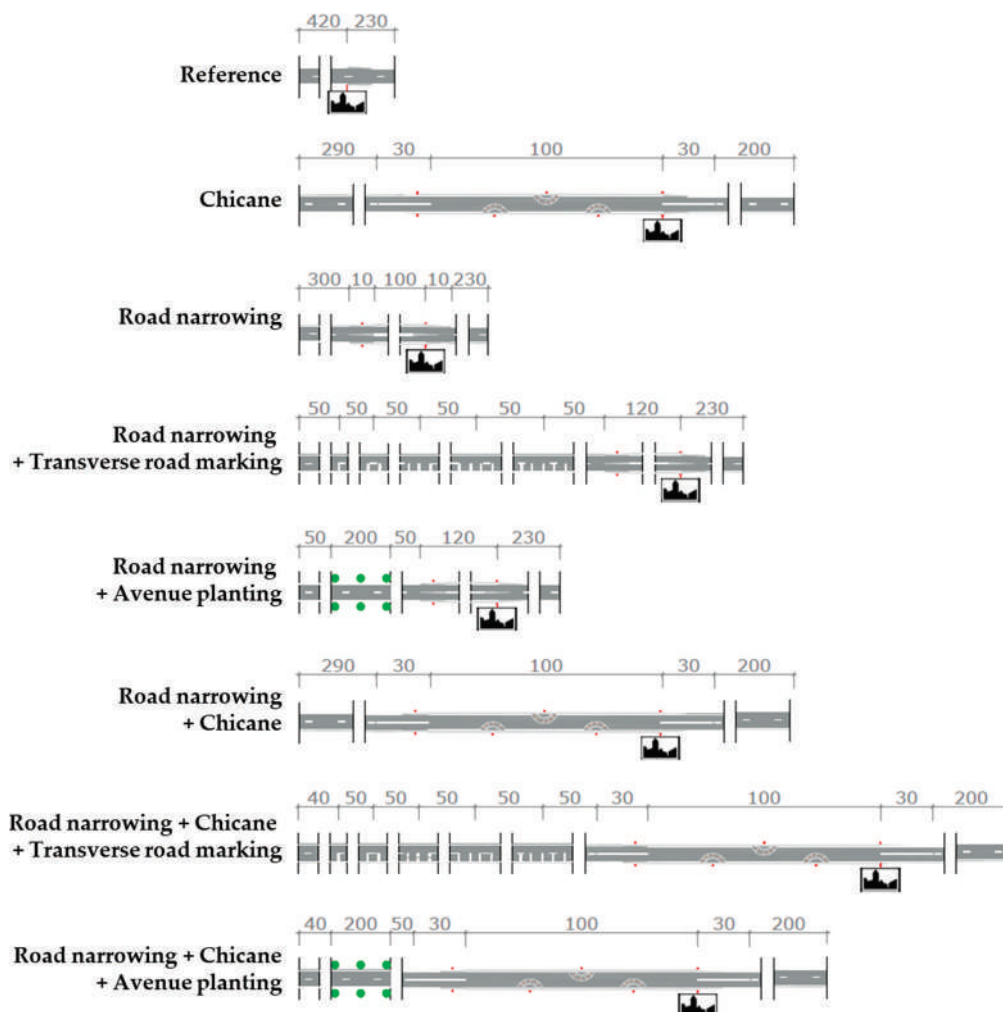 420 230
Reference
290 30 100 30 200
Chicane
300 10 100 10 230
Road narrowing
50 50 50 50 50 50 120 230
Road narrowing
+ Transverse road marking
50 200 50 120 230
Road narrowing
+ Avenue planting
290 30 100 30 200
Road narrowing
+ Chicane
40 50 50 50 50 50 30 100 30 200
Road narrowing + Chicane
+ Transverse road marking
40 200 50 30 100 30 200
Road narrowing + Chicane
+ Avenue planting